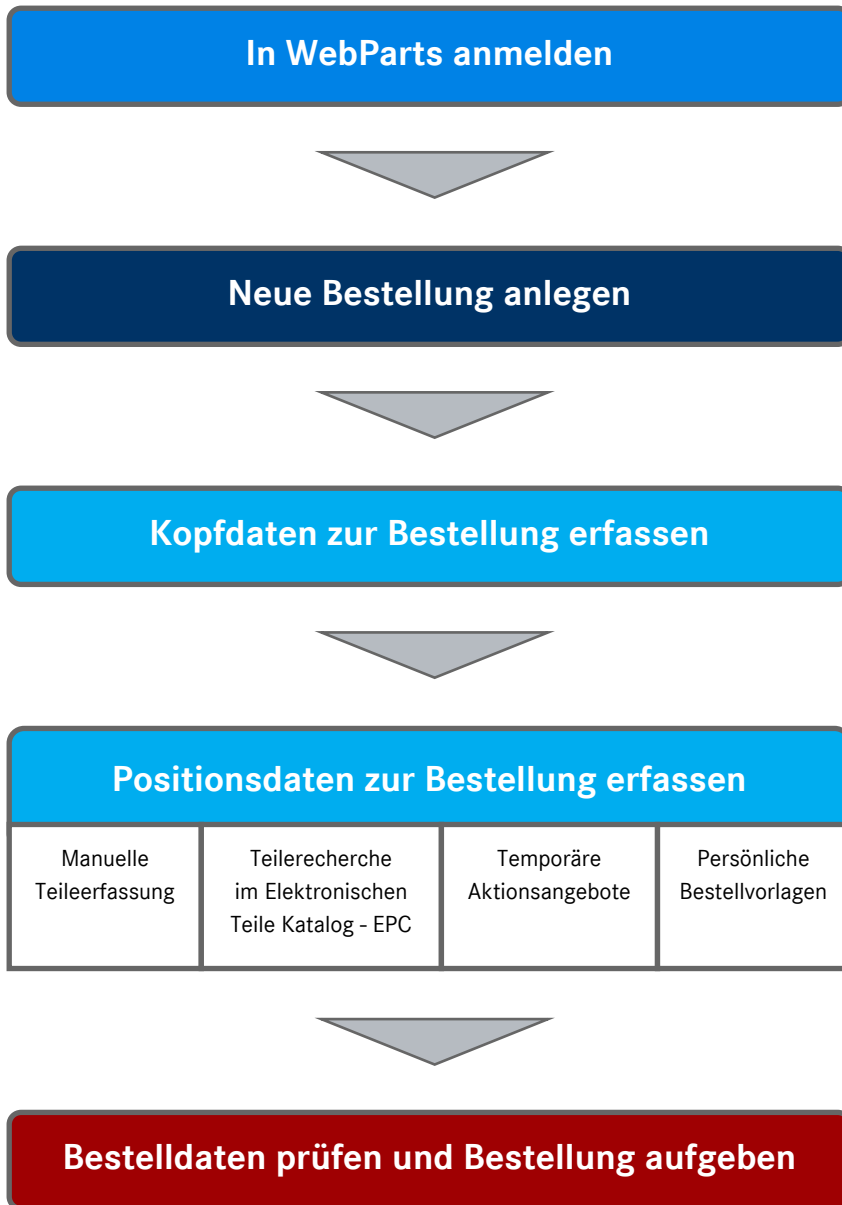 In WebParts anmelden
Neue Bestellung anlegen
Kopfdaten zur Bestellung erfassen
Positionsdaten zur Bestellung erfassen
Manuelle
Teileerfassung
Teilerecherche
im Elektronischen
Teile Katalog - EPC
Temporäre
Aktionsangebote
Persönliche
Bestellvorlagen
Bestelldaten prüfen und Bestellung aufgeben